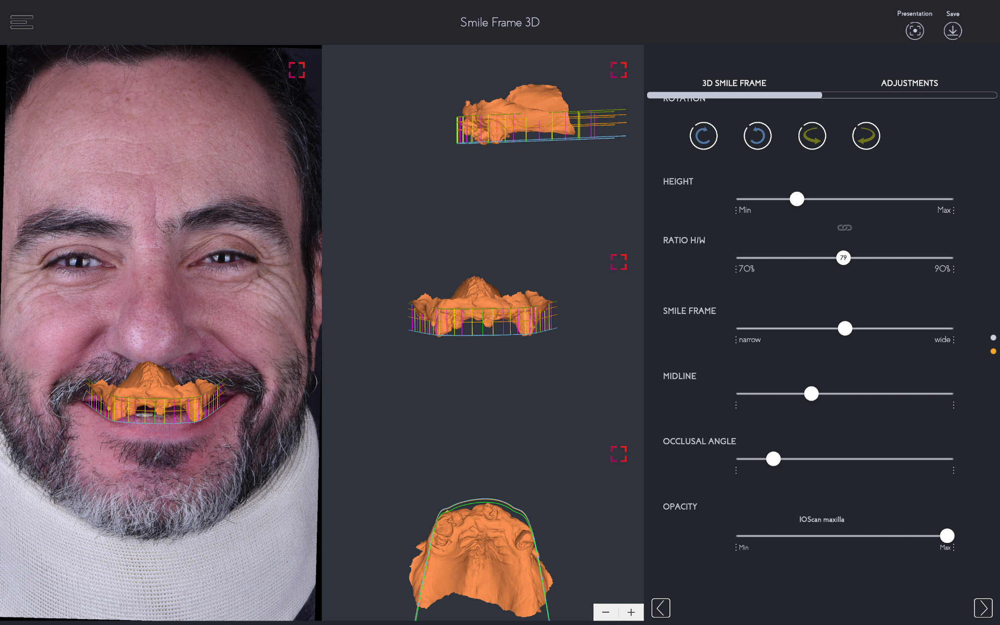 Smile Frame 3D
Presentation
Save
3D SMILE FRAME
ADJUSTMENTS
ROTATION
HEIGHT
Min
Max
RATIO H/W
79
70%
90%
SMILE FRAME
narrow
wide
MIDLINE
OCCLUSAL ANGLE
OPACITY
IOScan maxilla
Min
Max